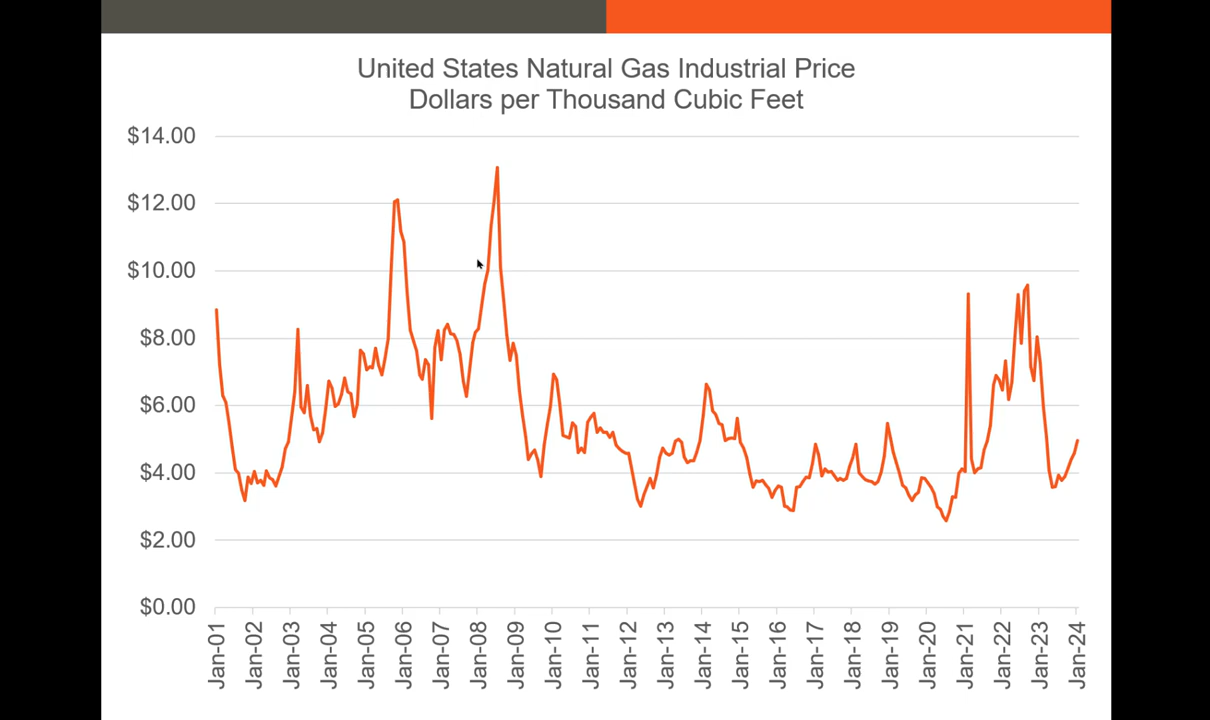 United States Natural Gas Industrial Price
Dollars per Thousand Cubic Feet
$14.00
$12.00
$10.00
$8.00
$6.00
$4.00
$2.00
$0.00
Jan-01
Jan-02
Jan-03
Jan-04
Jan-05
Jan-06
Jan-07
Jan-08
Jan-09
Jan-10
Jan-11
Jan-12
Jan-13
Jan-14
Jan-15
Jan-16
Jan-17
Jan-18
Jan-19
Jan-20
Jan-21
Jan-22
Jan-23
Jan-24